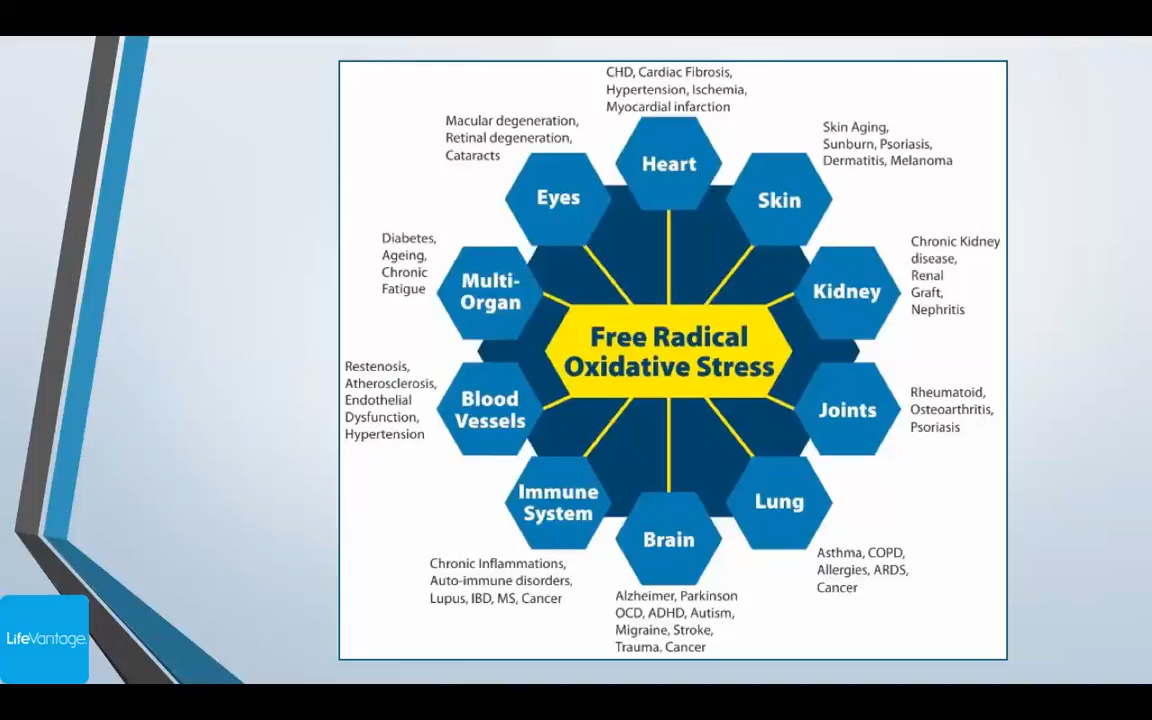 CHD, Cardiac Fibrosis,
Hypertension, Ischemia,
Myocardial infarction
Heart
Macular degeneration,
Retinal degeneration,
Cataracts
Eyes
Skin Aging,
Sunburn, Psoriasis,
Dermatitis, Melanoma
Skin
Diabetes,
Ageing,
Chronic
Fatigue
Multi-
Organ
Chronic Kidney
disease,
Renal
Graft,
Nephritis
Kidney
Free Radical
Oxidative Stress
Restenosis,
Atherosclerosis,
Endothelial
Dysfunction,
Hypertension
Blood
Vessels
Joints
Rheumatoid,
Osteoarthritis,
Psoriasis
Immune
System
Chronic Inflammations,
Auto-immune disorders,
Lupus, IBD, MS, Cancer
Brain
Alzheimer, Parkinson
OCD, ADHD, Autism,
Migraine, Stroke,
Trauma, Cancer
Lung
Asthma, COPD,
Allergies, ARDS,
Cancer
LifeVantage.